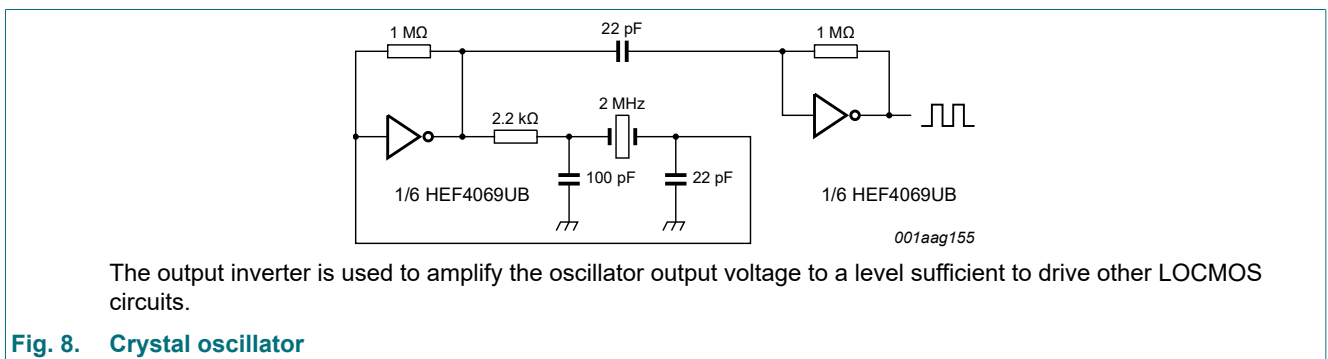 1 MΩ
22 pF
1 MΩ
2 MHz
2.2 kΩ
100 pF
22 pF
1/6 HEF4069UB
1/6 HEF4069UB
001aag155
The output inverter is used to amplify the oscillator output voltage to a level sufficient to drive other LOCMOS
circuits.
Fig. 8. Crystal oscillator